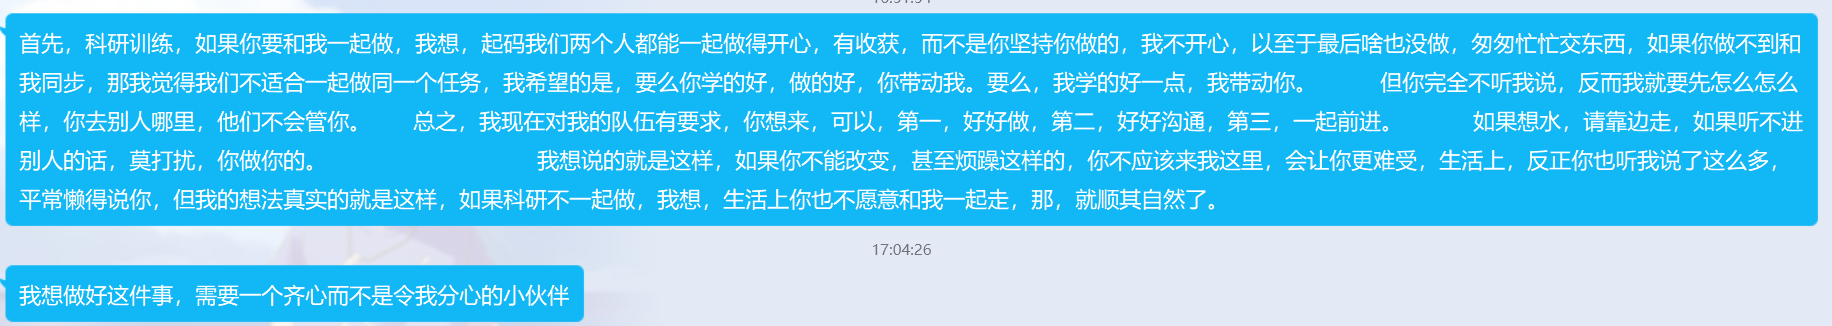 首先，科研训练，如果你要和我一起做，我想，起码我们两个人都能一起做得开心，有收获，而不是你坚持你做的，我不开心，以至于最后啥也没做，匆匆忙忙交东西，如果你做不到和
我同步，那我觉得我们不适合一起做同一个任务，我希望的是，要么你学的好，做的好，你带动我。要么，我学的好一点，我带动你。 但你完全不听我说，反而我就要先怎么怎么
样，你去别人哪里，他们不会管你。 总之，我现在对我的队伍有要求，你想来，可以，第一，好好做，第二，好好沟通，第三，一起前进。 如果想水，请靠边走，如果听不进
别人的话，莫打扰，你做你的。 我想说的就是这样，如果你不能改变，甚至烦躁这样的，你不应该来我这里，会让你更难受，生活上，反正你也听我说了这么多，
平常懒得说你，但我的想法真实的就是这样，如果科研不一起做，我想，生活上你也不愿意和我一起走，那，就顺其自然了。
17:04:26
我想做好这件事，需要一个齐心而不是令我分心的小伙伴